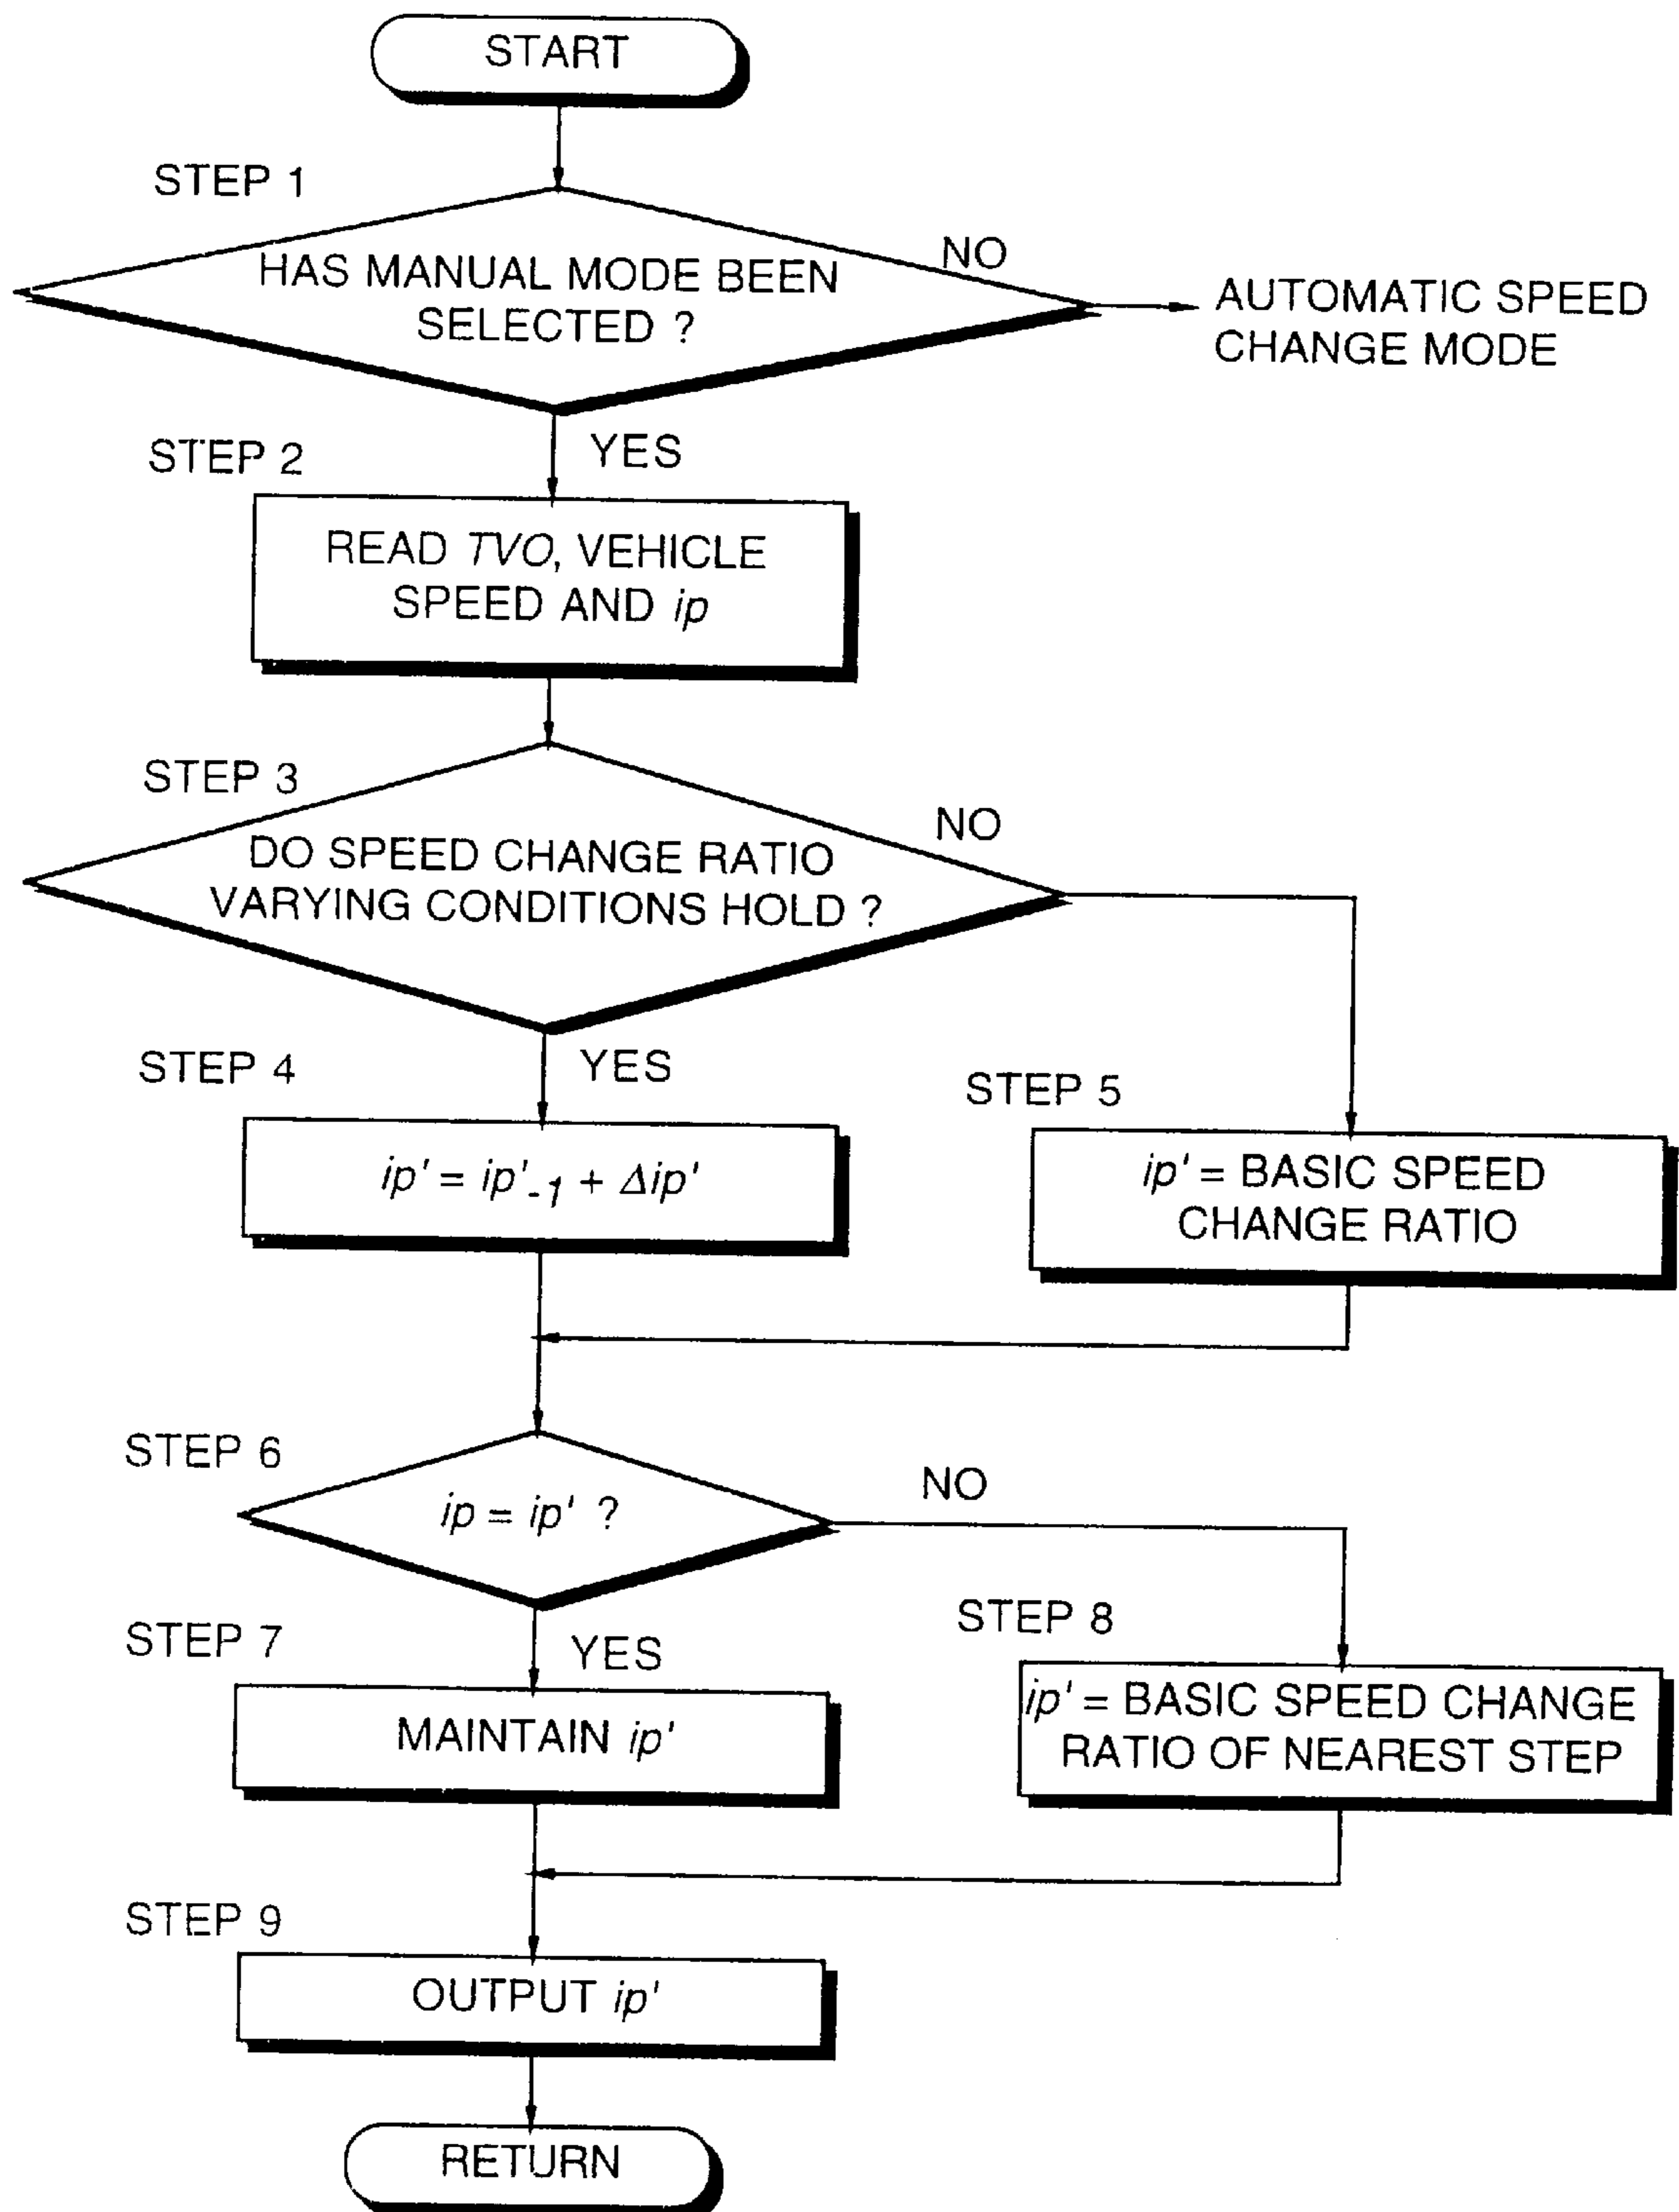 START
STEP 1
HAS MANUAL MODE BEEN
SELECTED ?
NO
AUTOMATIC SPEED
CHANGE MODE
YES
STEP 2
READ TVO, VEHICLE
SPEED AND ip
STEP 3
DO SPEED CHANGE RATIO
VARYING CONDITIONS HOLD ?
NO
YES
STEP 4
ip' = ip'-1 + Δip'
STEP 5
ip' = BASIC SPEED
CHANGE RATIO
STEP 6
ip = ip' ?
NO
YES
STEP 7
MAINTAIN ip'
STEP 8
ip' = BASIC SPEED CHANGE
RATIO OF NEAREST STEP
STEP 9
OUTPUT ip'
RETURN